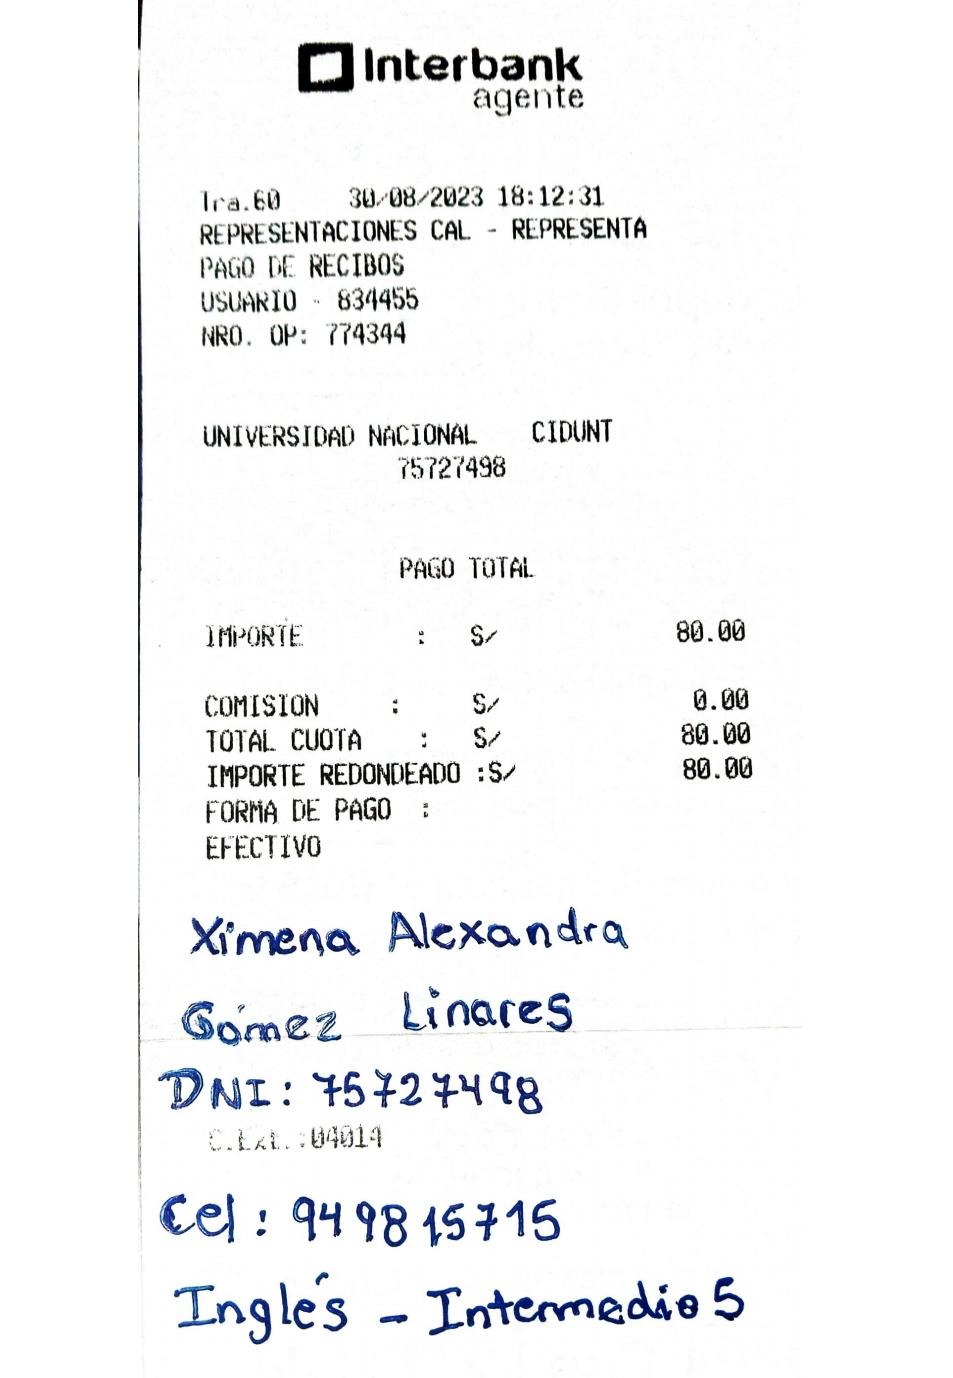 Interbank
agente
Tra.60 30/08/2023 18:12:31
REPRESENTACIONES CAL - REPRESENTA
PAGO DE RECIBOS
USUARIO - 834455
NRO. OP: 774344
UNIVERSIDAD NACIONAL CIDUNT
75727498
PAGO TOTAL
IMPORTE : S/ 80.00
COMISION : S/ 0.00
TOTAL CUOTA : S/ 80.00
IMPORTE REDONDEADO :S/ 80.00
FORMA DE PAGO :
EFECTIVO
Ximena Alexandra
Gómez Linares
DNI: 75727498
C.Ext.:04014
Cel: 949815715
Inglés - Intermedio 5